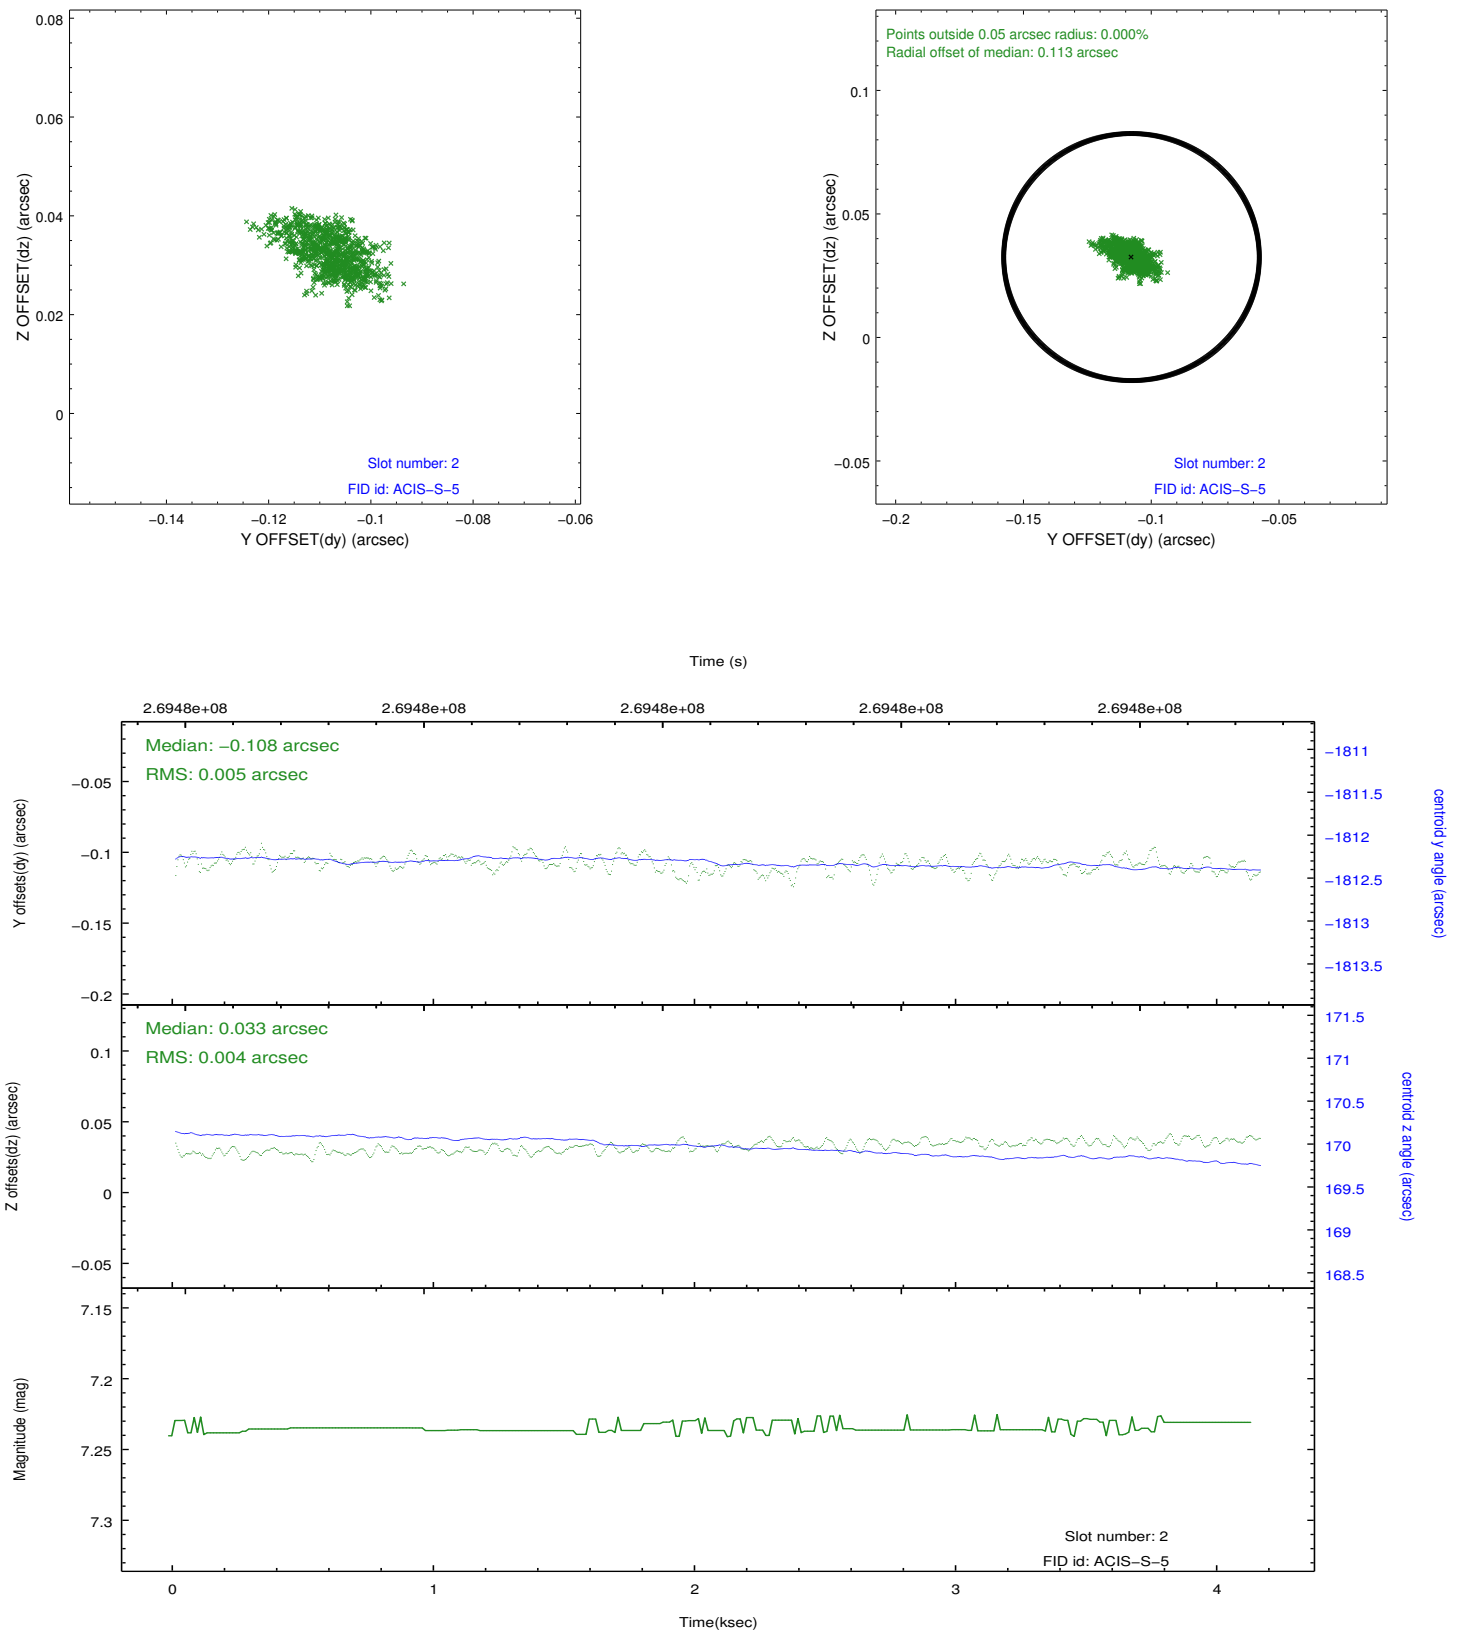 0.08
0.06
0.04
0.02
0
Z OFFSET(dz) (arcsec)
Slot number: 2
FID id: ACIS−S−5
−0.14 −0.12 −0.1 −0.08 −0.06
Y OFFSET(dy) (arcsec)
Points outside 0.05 arcsec radius: 0.000%
Radial offset of median: 0.113 arcsec
0.1
0.05
0
−0.05
Z OFFSET(dz) (arcsec)
Slot number: 2
FID id: ACIS−S−5
−0.2 −0.15 −0.1 −0.05
Y OFFSET(dy) (arcsec)
Time (s)
2.6948e+08 2.6948e+08 2.6948e+08 2.6948e+08 2.6948e+08
Median: −0.108 arcsec
RMS: 0.005 arcsec
−0.05
−0.1
−0.15
−0.2
Y offsets(dy) (arcsec)
−1811
−1811.5
−1812
−1812.5
−1813
−1813.5
centroid y angle (arcsec)
Median: 0.033 arcsec
RMS: 0.004 arcsec
0.1
0.05
0
−0.05
Z offsets(dz) (arcsec)
171.5
171
170.5
170
169.5
169
168.5
centroid z angle (arcsec)
7.15
7.2
7.25
7.3
Magnitude (mag)
Slot number: 2
FID id: ACIS−S−5
0 1 2 3 4
Time(ksec)